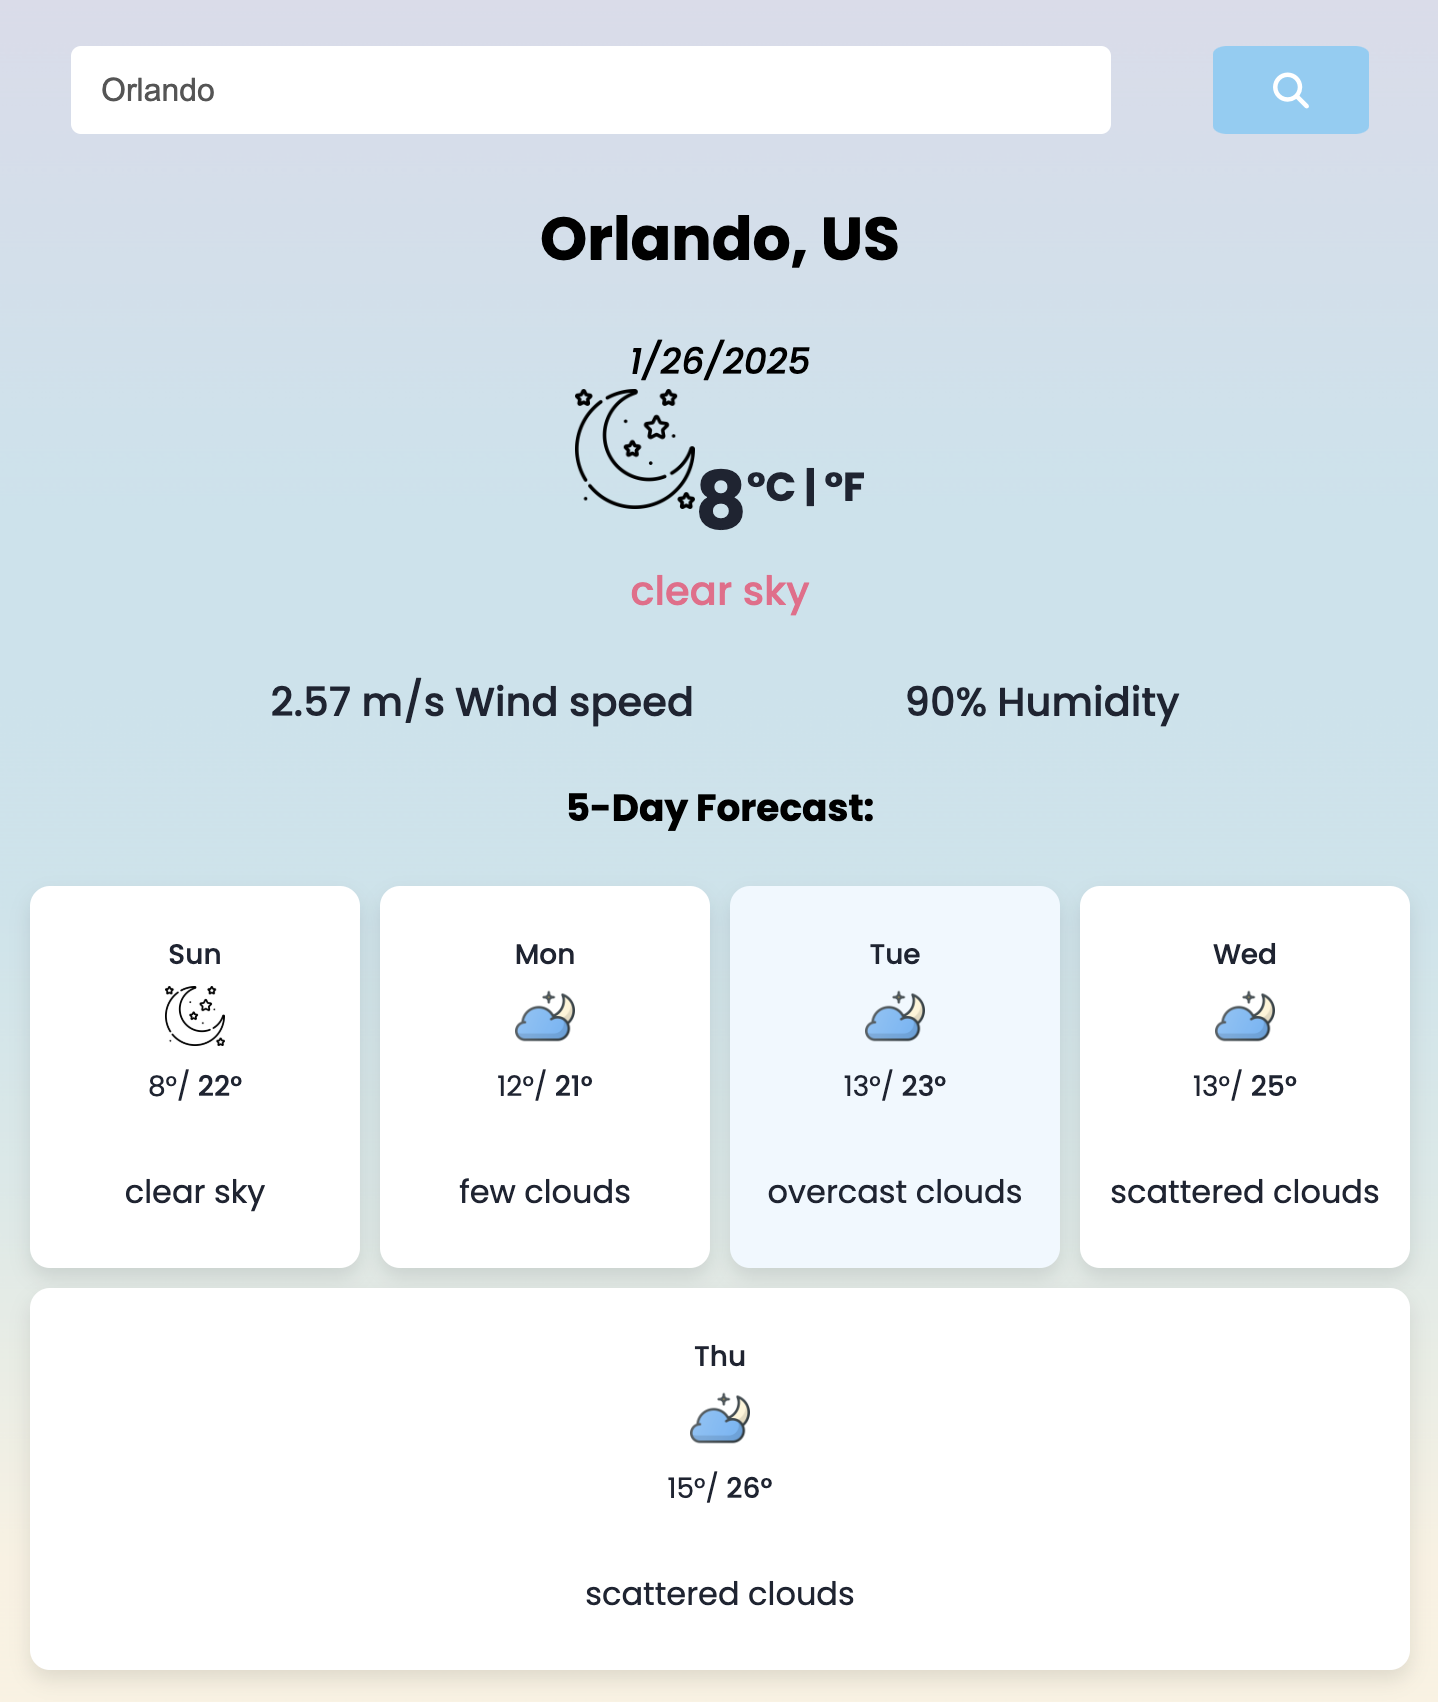 Orlando
Orlando, US
1/26/2025
8°C | °F
clear sky
2.57 m/s Wind speed 90% Humidity
5-Day Forecast:
Sun Mon Tue Wed
8°/ 22° 12°/ 21° 13°/ 23° 13°/ 25°
clear sky few clouds overcast clouds scattered clouds
Thu
15°/ 26°
scattered clouds